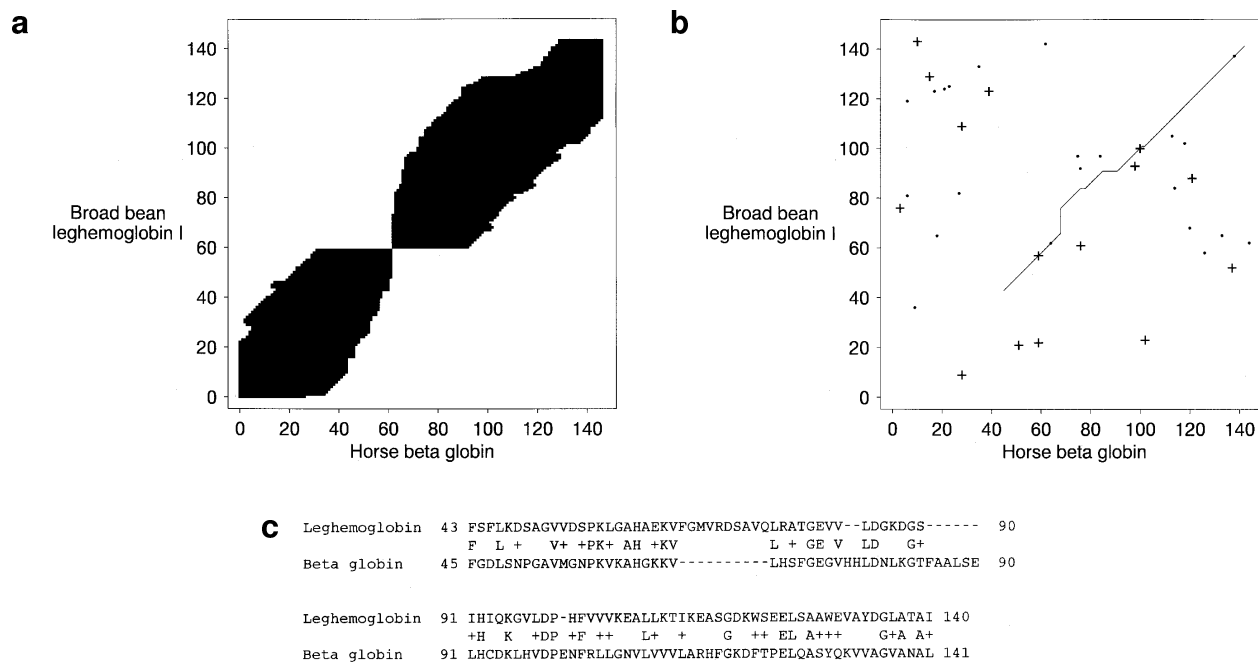 a
140
120
100
80
60
40
20
0
Broad bean
leghemoglobin I
0 20 40 60 80 100 120 140
Horse beta globin
b
140
120
100
80
60
40
20
0
Broad bean
leghemoglobin I
0 20 40 60 80 100 120 140
Horse beta globin
c
Leghemoglobin 43 FSFLKDSAGVVDSPKLGAHAEKVFGMVRDSAVQLRATGEVV--LDGKDGS------ 90
F L + V+ +PK+ AH +KV L + GE V LD G+
Beta globin 45 FGDLSNPGAVMGNPKVKAHGKKV----------LHSFGEGVHHLDNLKGTFAALSE 90
Leghemoglobin 91 IHIQKGVLDP-HFVVVKEALLKTIKEASGDKWSEELSAAWEVAYDGLATAI 140
+H K +DP +F ++ L+ + G ++ EL A+++ G+A A+
Beta globin 91 LHCDKLHVDPENFRLLGNVLVVVLARHFGKDFTPELQASYQKVVAGVANAL 141